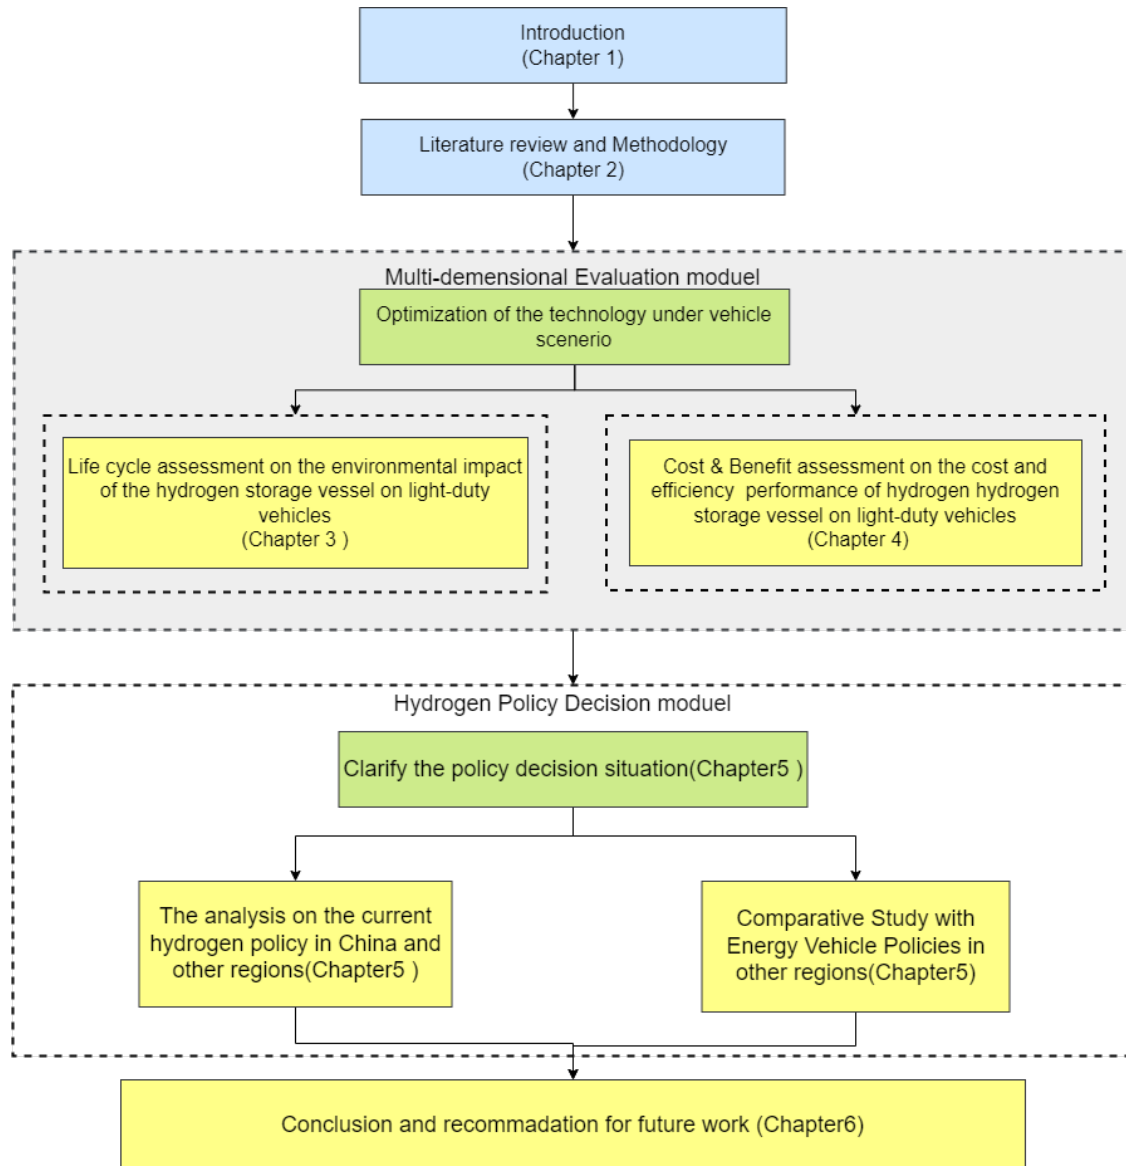 Introduction
(Chapter 1)
Literature review and Methodology
(Chapter 2)
Multi-demensional Evaluation moduel
Optimization of the technology under vehicle
scenerio
Life cycle assessment on the environmental impact
of the hydrogen storage vessel on light-duty
vehicles
(Chapter 3 )
Cost & Benefit assessment on the cost and
efficiency performance of hydrogen hydrogen
storage vessel on light-duty vehicles
(Chapter 4)
Hydrogen Policy Decision moduel
Clarify the policy decision situation(Chapter5 )
The analysis on the current
hydrogen policy in China and
other regions(Chapter5 )
Comparative Study with
Energy Vehicle Policies in
other regions(Chapter5)
Conclusion and recommadation for future work (Chapter6)